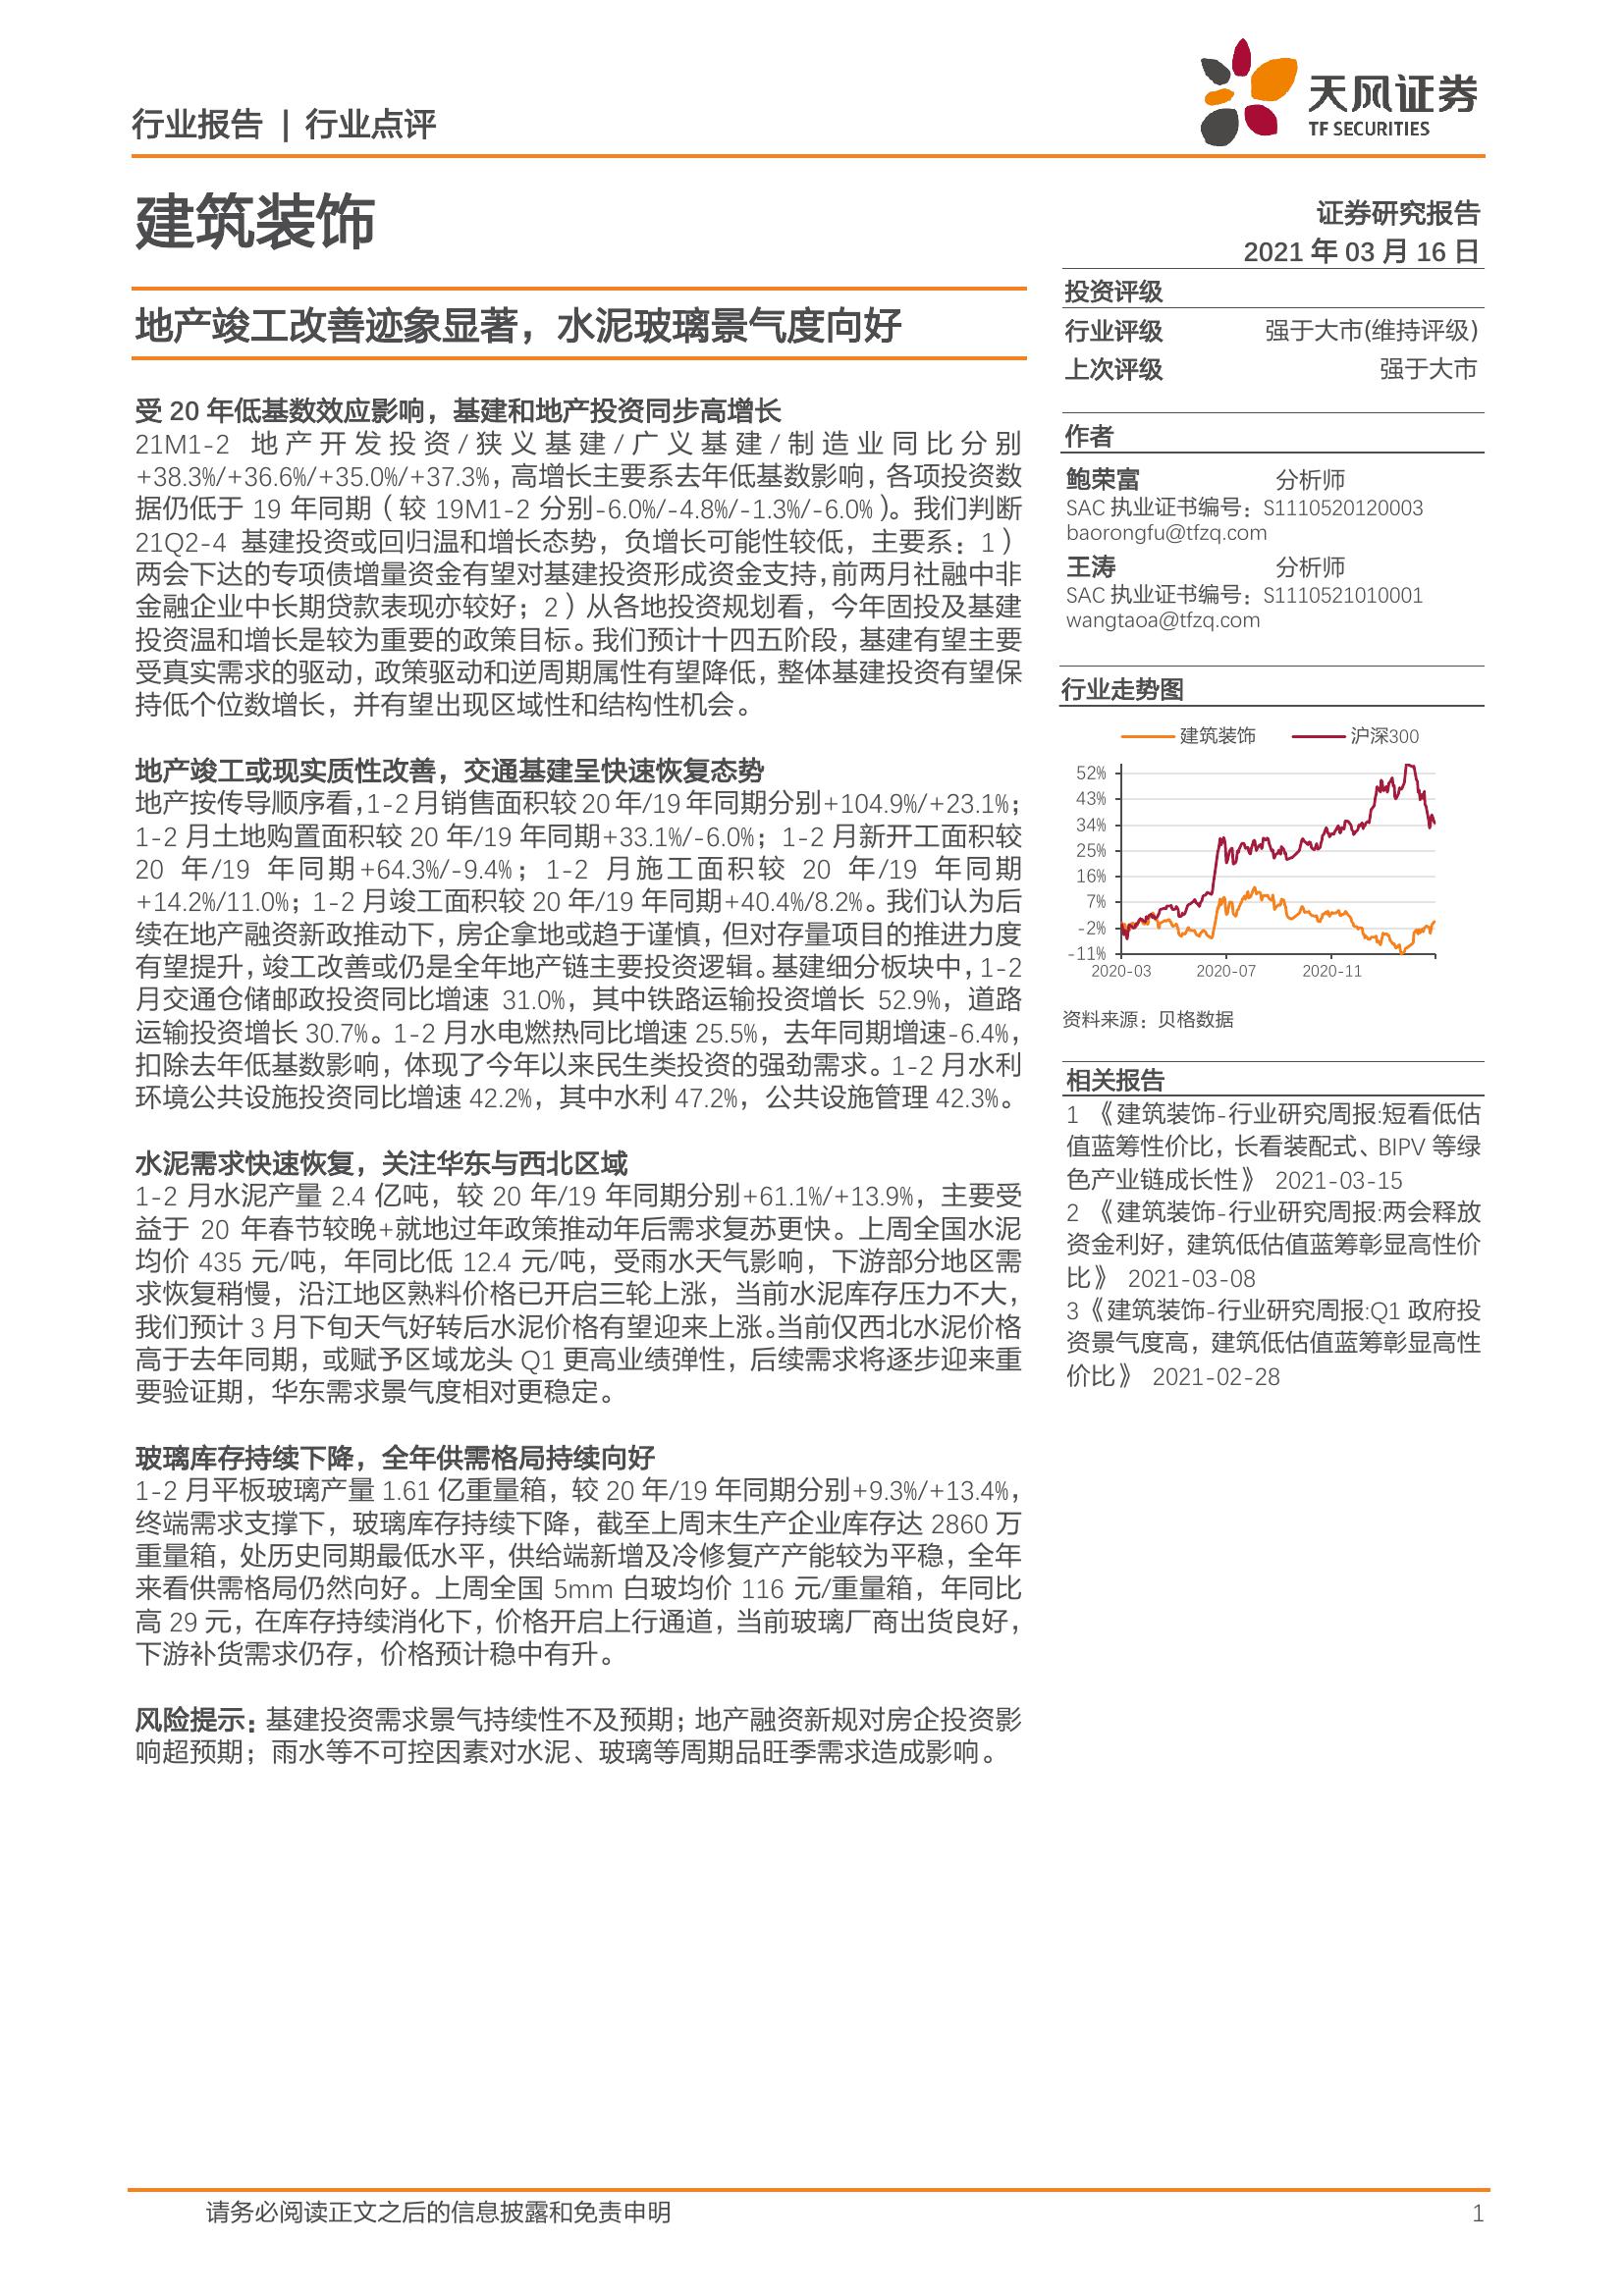 行业报告 | 行业点评
天风证券
TF SECURITIES
建筑装饰
证券研究报告
2021 年 03 月 16 日
地产竣工改善迹象显著，水泥玻璃景气度向好
受 20 年低基数效应影响，基建和地产投资同步高增长
21M1-2 地产开发投资/狭义基建/广义基建/制造业同比分别
+38.3%/+36.6%/+35.0%/+37.3%，高增长主要系去年低基数影响，各项投资数
据仍低于 19 年同期（较 19M1-2 分别-6.0%/-4.8%/-1.3%/-6.0%）。我们判断
21Q2-4 基建投资或回归温和增长态势，负增长可能性较低，主要系：1）
两会下达的专项债增量资金有望对基建投资形成资金支持，前两月社融中非
金融企业中长期贷款表现亦较好；2）从各地投资规划看，今年固投及基建
投资温和增长是较为重要的政策目标。我们预计十四五阶段，基建有望主要
受真实需求的驱动，政策驱动和逆周期属性有望降低，整体基建投资有望保
持低个位数增长，并有望出现区域性和结构性机会。
地产竣工或现实质性改善，交通基建呈快速恢复态势
地产按传导顺序看，1-2 月销售面积较 20 年/19 年同期分别+104.9%/+23.1%；
1-2 月土地购置面积较 20 年/19 年同期+33.1%/-6.0%；1-2 月新开工面积较
20 年/19 年同期+64.3%/-9.4%；1-2 月施工面积较 20 年/19 年同期
+14.2%/11.0%；1-2 月竣工面积较 20 年/19 年同期+40.4%/8.2%。我们认为后
续在地产融资新政推动下，房企拿地或趋于谨慎，但对存量项目的推进力度
有望提升，竣工改善或仍是全年地产链主要投资逻辑。基建细分板块中，1-2
月交通仓储邮政投资同比增速 31.0%，其中铁路运输投资增长 52.9%，道路
运输投资增长 30.7%。1-2 月水电燃热同比增速 25.5%，去年同期增速-6.4%，
扣除去年低基数影响，体现了今年以来民生类投资的强劲需求。1-2 月水利
环境公共设施投资同比增速 42.2%，其中水利 47.2%，公共设施管理 42.3%。
水泥需求快速恢复，关注华东与西北区域
1-2 月水泥产量 2.4 亿吨，较 20 年/19 年同期分别+61.1%/+13.9%，主要受
益于 20 年春节较晚+就地过年政策推动年后需求复苏更快。上周全国水泥
均价 435 元/吨，年同比低 12.4 元/吨，受雨水天气影响，下游部分地区需
求恢复稍慢，沿江地区熟料价格已开启三轮上涨，当前水泥库存压力不大，
我们预计 3 月下旬天气好转后水泥价格有望迎来上涨。当前仅西北水泥价格
高于去年同期，或赋予区域龙头 Q1 更高业绩弹性，后续需求将逐步迎来重
要验证期，华东需求景气度相对更稳定。
玻璃库存持续下降，全年供需格局持续向好
1-2 月平板玻璃产量 1.61 亿重量箱，较 20 年/19 年同期分别+9.3%/+13.4%，
终端需求支撑下，玻璃库存持续下降，截至上周末生产企业库存达 2860 万
重量箱，处历史同期最低水平，供给端新增及冷修复产产能较为平稳，全年
来看供需格局仍然向好。上周全国 5mm 白玻均价 116 元/重量箱，年同比
高 29 元，在库存持续消化下，价格开启上行通道，当前玻璃厂商出货良好，
下游补货需求仍存，价格预计稳中有升。
风险提示：基建投资需求景气持续性不及预期；地产融资新规对房企投资影
响超预期；雨水等不可控因素对水泥、玻璃等周期品旺季需求造成影响。
投资评级
行业评级 强于大市(维持评级)
上次评级 强于大市
作者
鲍荣富 分析师
SAC 执业证书编号：S1110520120003
baorongfu@tfzq.com
王涛 分析师
SAC 执业证书编号：S1110521010001
wangtaoa@tfzq.com
行业走势图
建筑装饰 沪深300
52%
43%
34%
25%
16%
7%
-2%
-11%
2020-03 2020-07 2020-11
资料来源：贝格数据
相关报告
1 《建筑装饰-行业研究周报:短看低估
值蓝筹性价比，长看装配式、BIPV 等绿
色产业链成长性》 2021-03-15
2 《建筑装饰-行业研究周报:两会释放
资金利好，建筑低估值蓝筹彰显高性价
比》 2021-03-08
3《建筑装饰-行业研究周报:Q1 政府投
资景气度高，建筑低估值蓝筹彰显高性
价比》 2021-02-28
请务必阅读正文之后的信息披露和免责申明 1